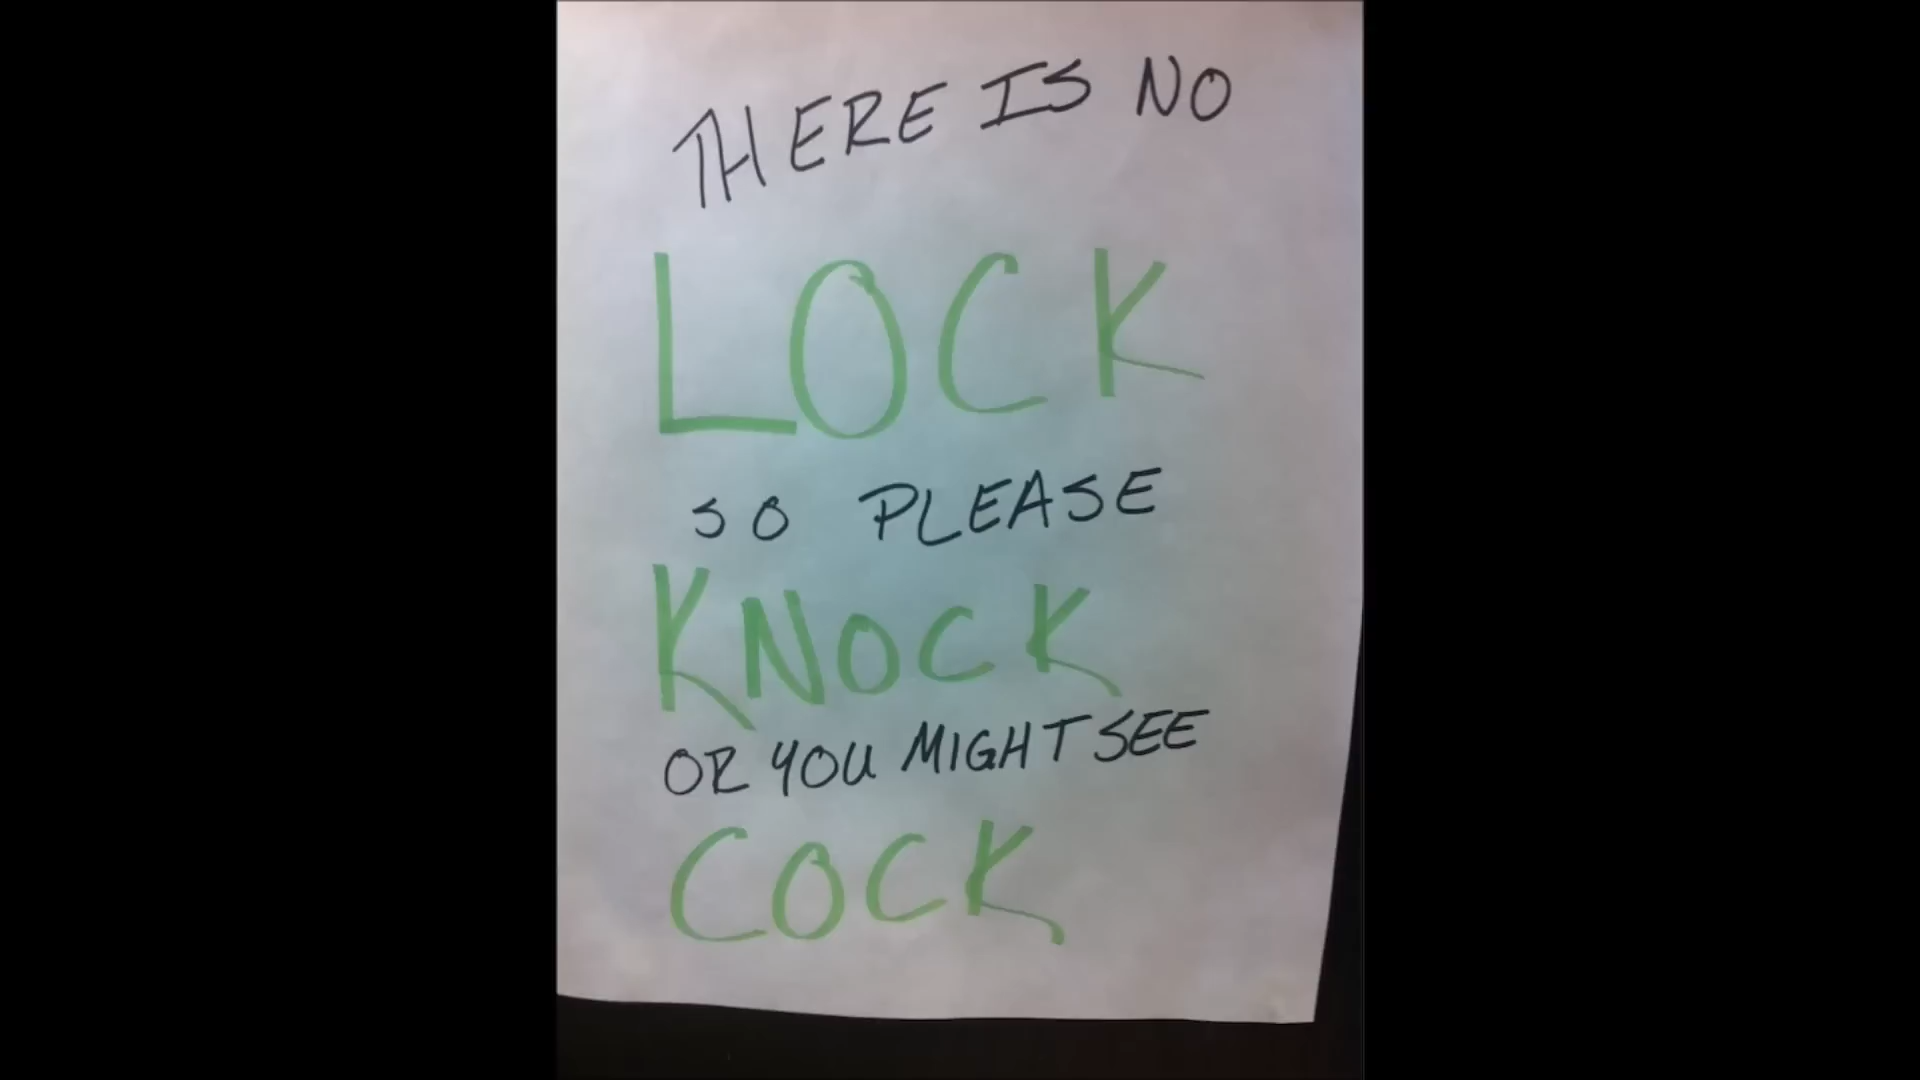 THERE IS NO
LOCK
SO PLEASE
KNOCK
OR YOU MIGHT SEE
COCK